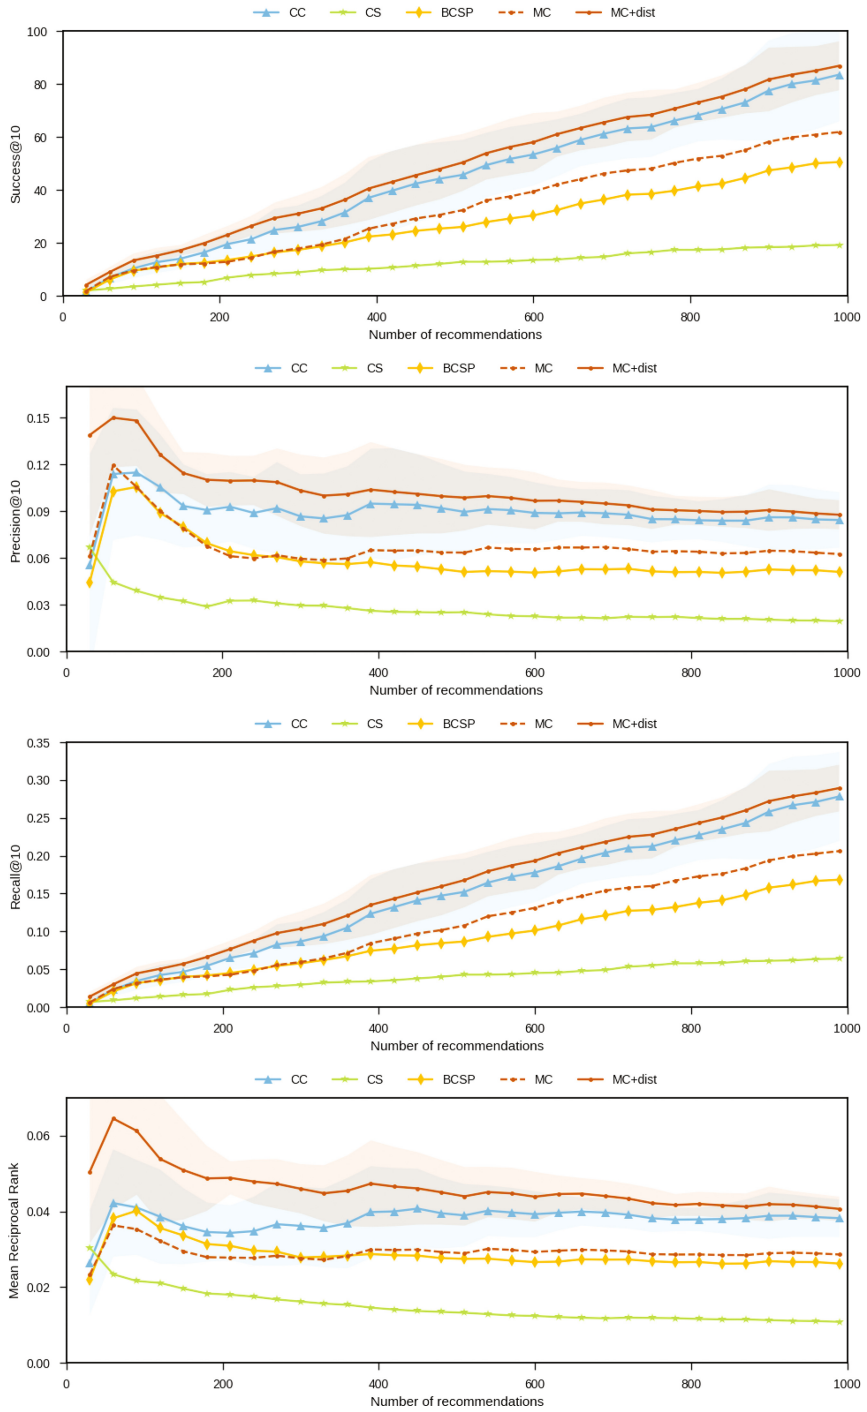 CC CS BCSP MC MC+dist
100
80
60
40
20
0
Success@10
0 200 400 600 800 1000
Number of recommendations
CC CS BCSP MC MC+dist
0.15
0.12
0.09
0.06
0.03
0.00
Precision@10
0 200 400 600 800 1000
Number of recommendations
CC CS BCSP MC MC+dist
0.35
0.30
0.25
0.20
0.15
0.10
0.05
0.00
Recall@10
0 200 400 600 800 1000
Number of recommendations
CC CS BCSP MC MC+dist
0.06
0.04
0.02
0.00
Mean Reciprocal Rank
0 200 400 600 800 1000
Number of recommendations